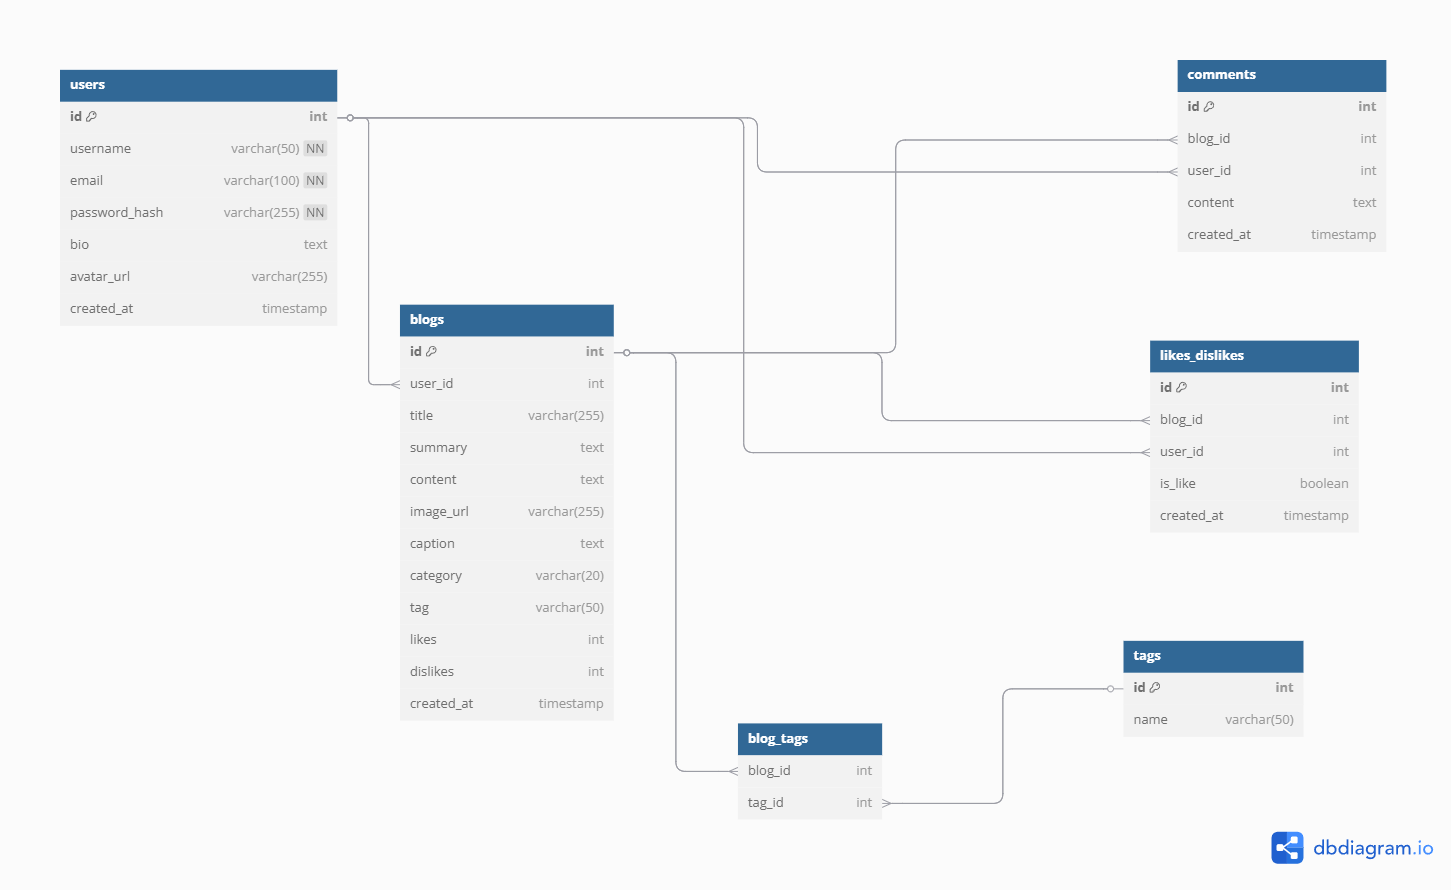 users
id int
username varchar(50) NN
email varchar(100) NN
password_hash varchar(255) NN
bio text
avatar_url varchar(255)
created_at timestamp
blogs
id int
user_id int
title varchar(255)
summary text
content text
image_url varchar(255)
caption text
category varchar(20)
tag varchar(50)
likes int
dislikes int
created_at timestamp
comments
id int
blog_id int
user_id int
content text
created_at timestamp
likes_dislikes
id int
blog_id int
user_id int
is_like boolean
created_at timestamp
tags
id int
name varchar(50)
blog_tags
blog_id int
tag_id int
dbdiagram.io